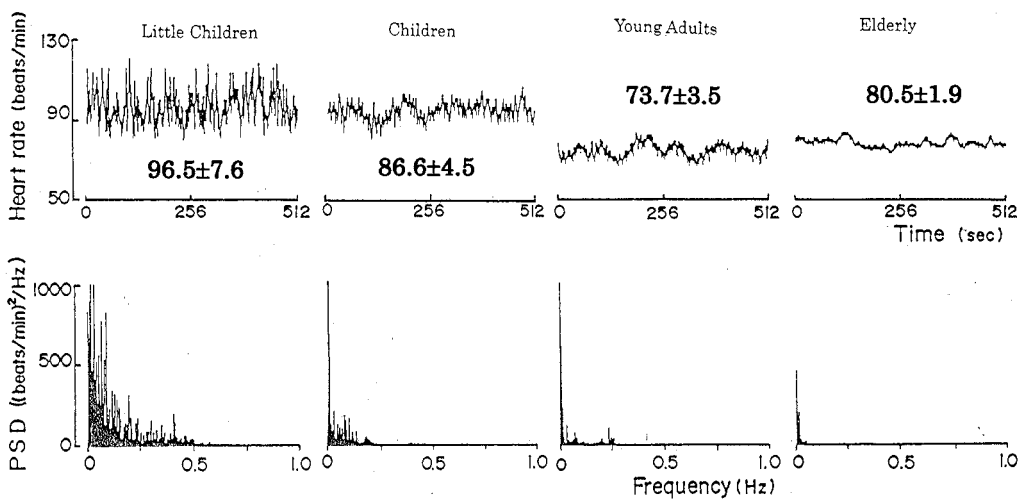 Little Children Children Young Adults Elderly
Heart rate (beats/min)
130
90
50
96.5±7.6 86.6±4.5 73.7±3.5 80.5±1.9
0 256 512 0 256 512 0 256 512 0 256 512
Time (sec)
PSD ((beats/min)²/Hz)
1000
500
0
0 0.5 1.0 0 0.5 1.0 0 0.5 1.0 0 0.5 1.0
Frequency (Hz)